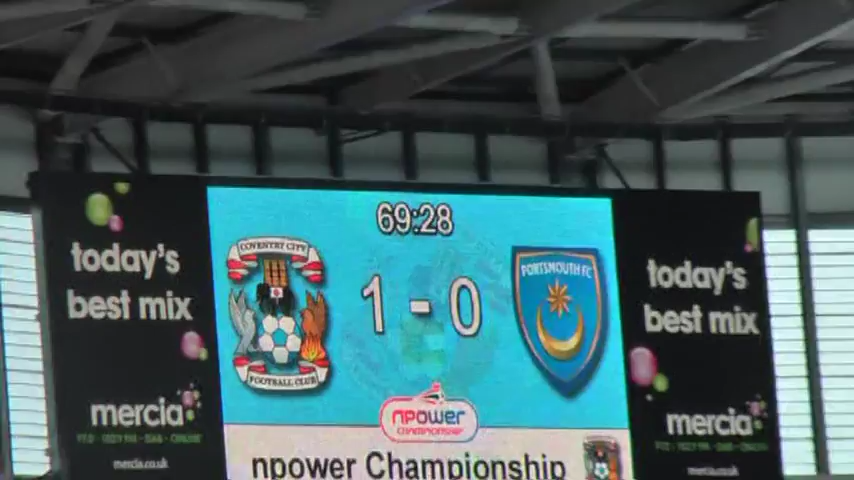 69:28
today's
best mix
mercia
mercia.co.uk
COVENTRY CITY
FOOTBALL CLUB
1 - 0
PORTSMOUTH FC
npower
CHAMPIONSHIP
npower Championship
today's
best mix
mercia
mercia.co.uk